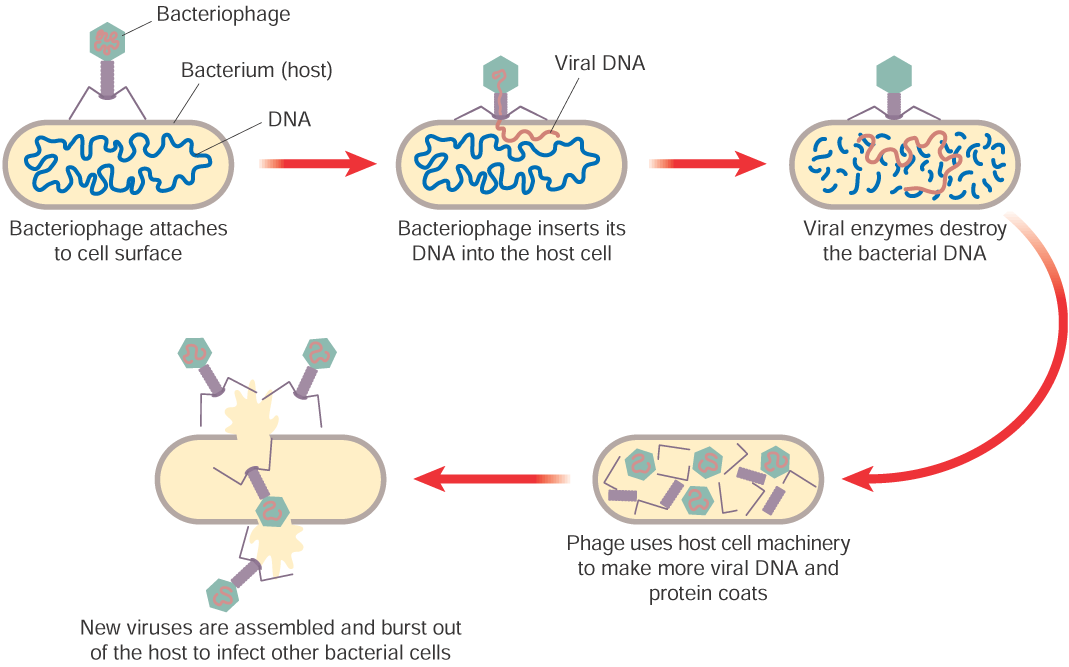 Bacteriophage
Bacterium (host)
DNA
Bacteriophage attaches
to cell surface
Viral DNA
Bacteriophage inserts its
DNA into the host cell
Viral enzymes destroy
the bacterial DNA
Phage uses host cell machinery
to make more viral DNA and
protein coats
New viruses are assembled and burst out
of the host to infect other bacterial cells